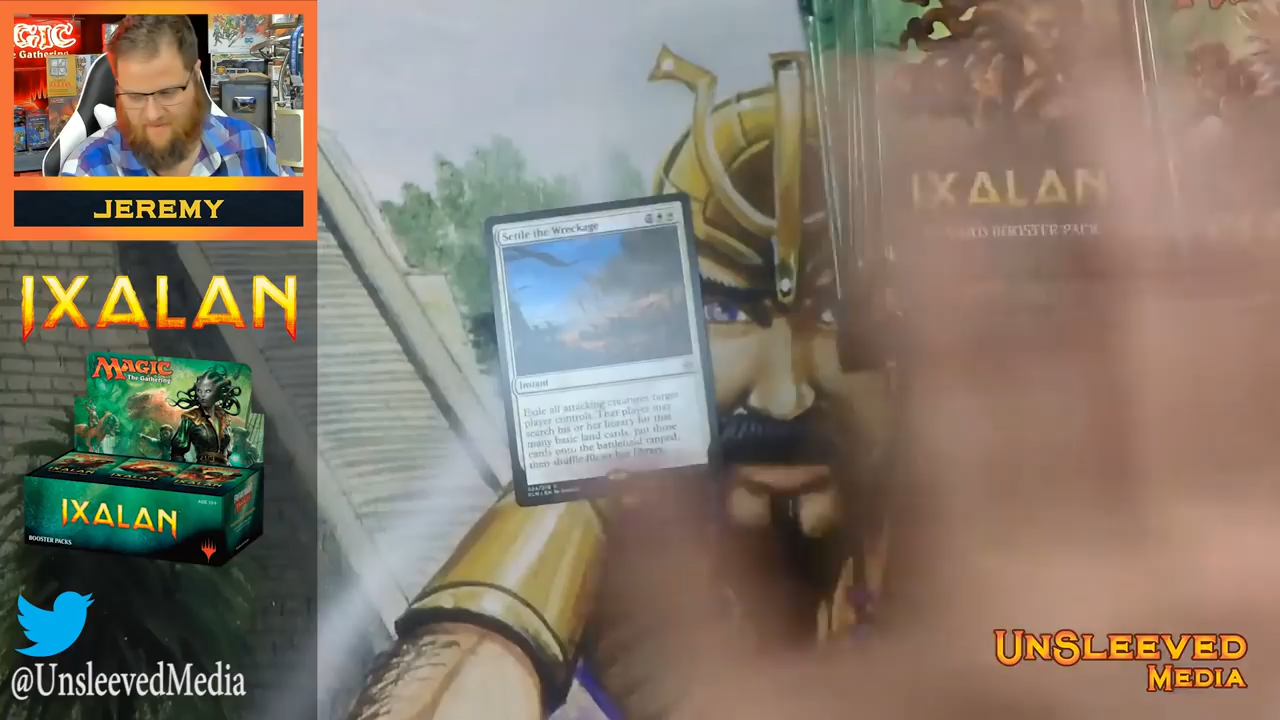 GIC
Gathering
JEREMY
IXALAN
MAGIC
The Gathering
IXALAN
BOOSTER PACKS
@UnsleevedMedia
Settle the Wreckage
Instant
Exile all attacking creatures target
player controls. That player may
search his or her library for that
many basic land cards, put those
cards onto the battlefield tapped,
then shuffle his or her library.
IXALAN
BOOSTER PACK
UNSLEEVED
MEDIA